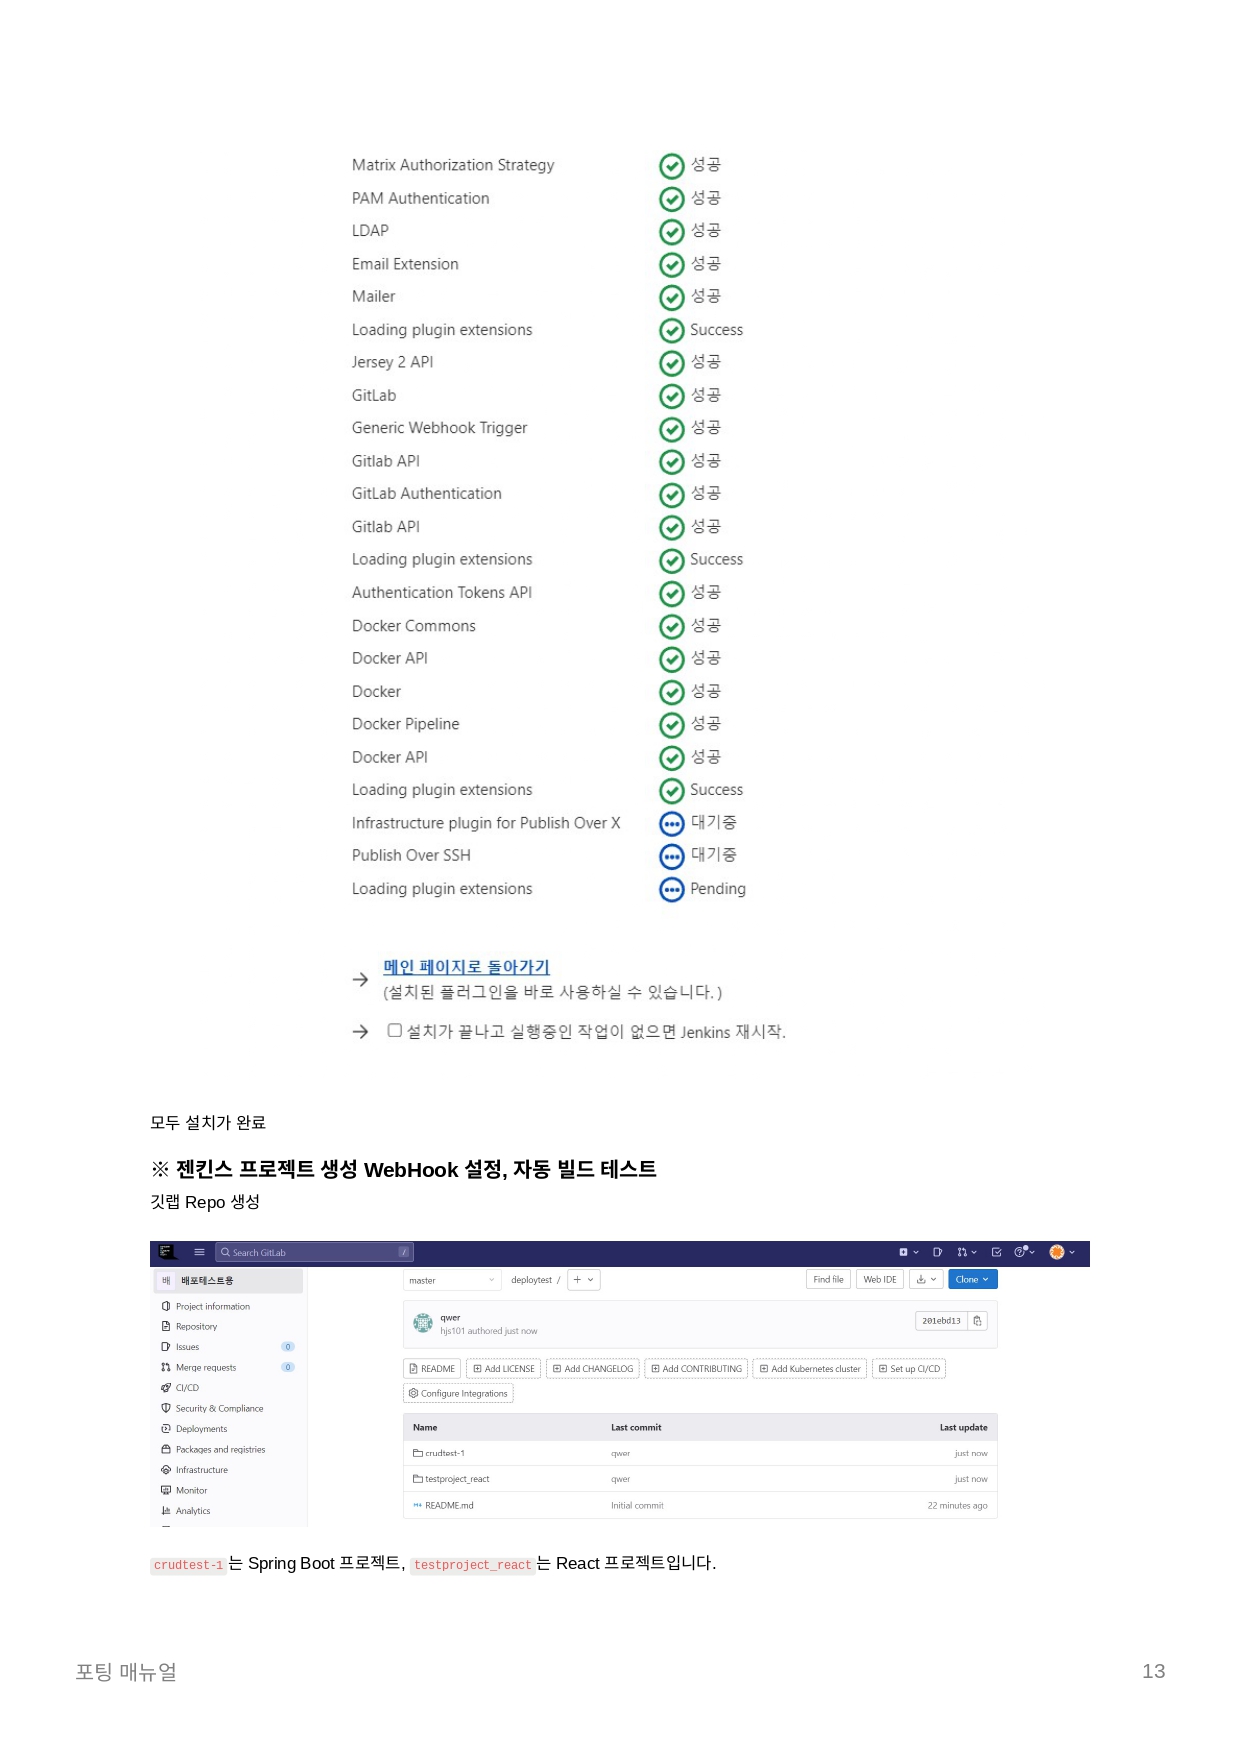 Matrix Authorization Strategy 성공
PAM Authentication 성공
LDAP 성공
Email Extension 성공
Mailer 성공
Loading plugin extensions Success
Jersey 2 API 성공
GitLab 성공
Generic Webhook Trigger 성공
Gitlab API 성공
GitLab Authentication 성공
Gitlab API 성공
Loading plugin extensions Success
Authentication Tokens API 성공
Docker Commons 성공
Docker API 성공
Docker 성공
Docker Pipeline 성공
Docker API 성공
Loading plugin extensions Success
Infrastructure plugin for Publish Over X 대기중
Publish Over SSH 대기중
Loading plugin extensions Pending
→ 메인 페이지로 돌아가기
(설치된 플러그인을 바로 사용하실 수 있습니다. )
→ 설치가 끝나고 실행중인 작업이 없으면 Jenkins 재시작.
모두 설치가 완료
※ 젠킨스 프로젝트 생성 WebHook 설정, 자동 빌드 테스트
깃랩 Repo 생성
Search GitLab /
배 배포테스트용
Project information
Repository
Issues 0
Merge requests 0
CI/CD
Security & Compliance
Deployments
Packages and registries
Infrastructure
Monitor
Analytics
master deploytest / + Find file Web IDE Clone
qwer
hjs101 authored just now
201ebd13
README Add LICENSE Add CHANGELOG Add CONTRIBUTING Add Kubernetes cluster Set up CI/CD
Configure Integrations
Name Last commit Last update
crudtest-1 qwer just now
testproject_react qwer just now
README.md Initial commit 22 minutes ago
crudtest-1 는 Spring Boot 프로젝트, testproject_react 는 React 프로젝트입니다.
포팅 매뉴얼 13